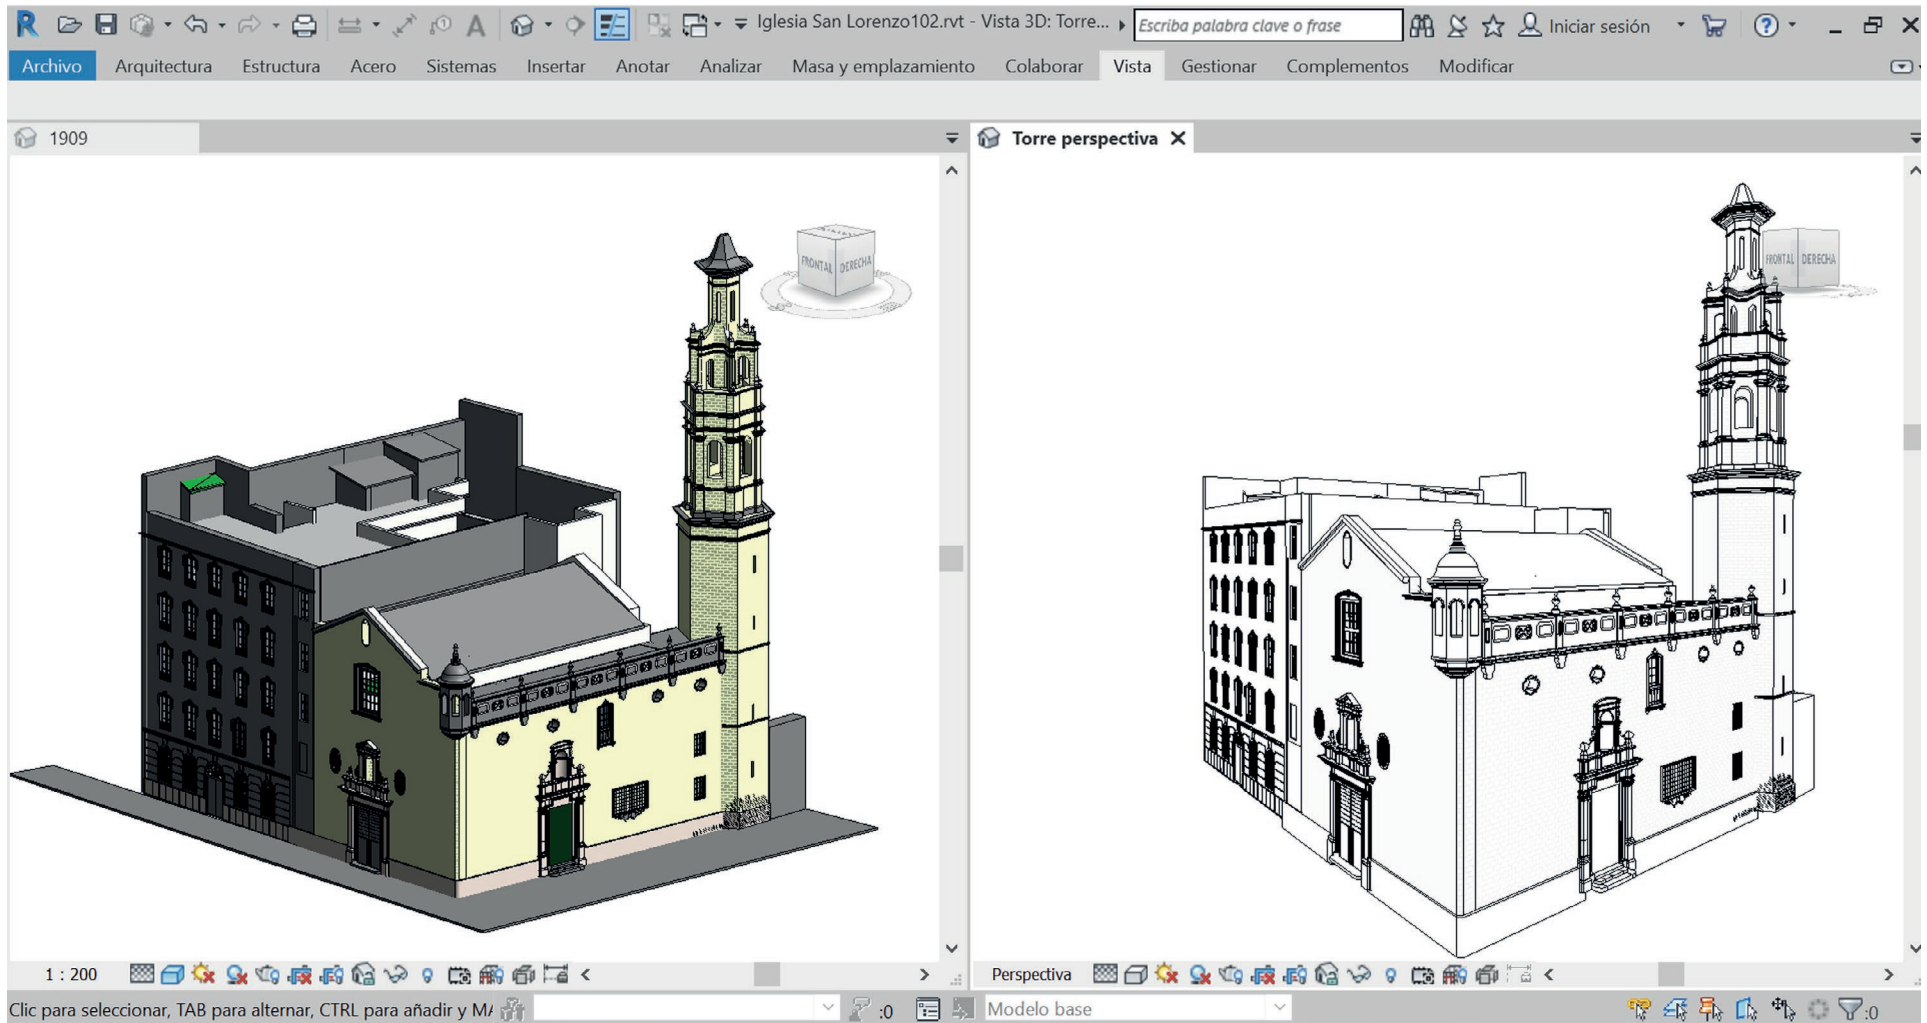 Iglesia San Lorenzo102.rvt - Vista 3D: Torre... Escriba palabra clave o frase Iniciar sesión
Archivo Arquitectura Estructura Acero Sistemas Insertar Anotar Analizar Masa y emplazamiento Colaborar Vista Gestionar Complementos Modificar
1909
Torre perspectiva
FRONTAL DERECHA
FRONTAL DERECHA
1 : 200
Perspectiva
Clic para seleccionar, TAB para alternar, CTRL para añadir y MA :0 Modelo base :0